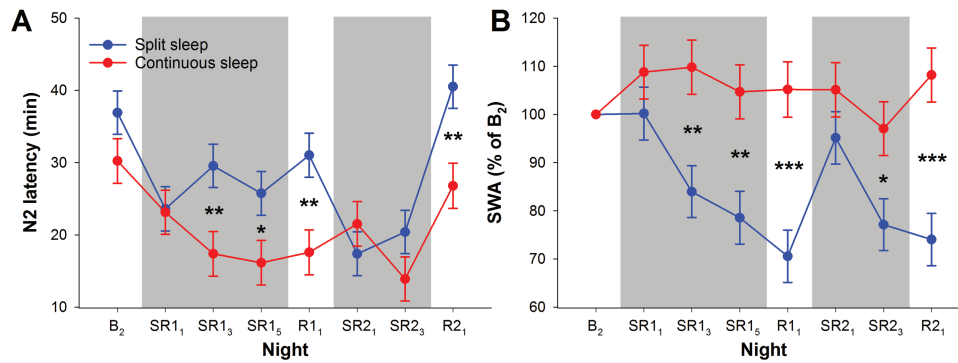 A
N2 latency (min)
50
40
30
20
10
Split sleep
Continuous sleep
**
*
**
**
B₂ SR1₁ SR1₃ SR1₅ R1₁ SR2₁ SR2₃ R2₁
Night
B
SWA (% of B₂)
120
110
100
90
80
70
60
**
**
***
*
***
B₂ SR1₁ SR1₃ SR1₅ R1₁ SR2₁ SR2₃ R2₁
Night